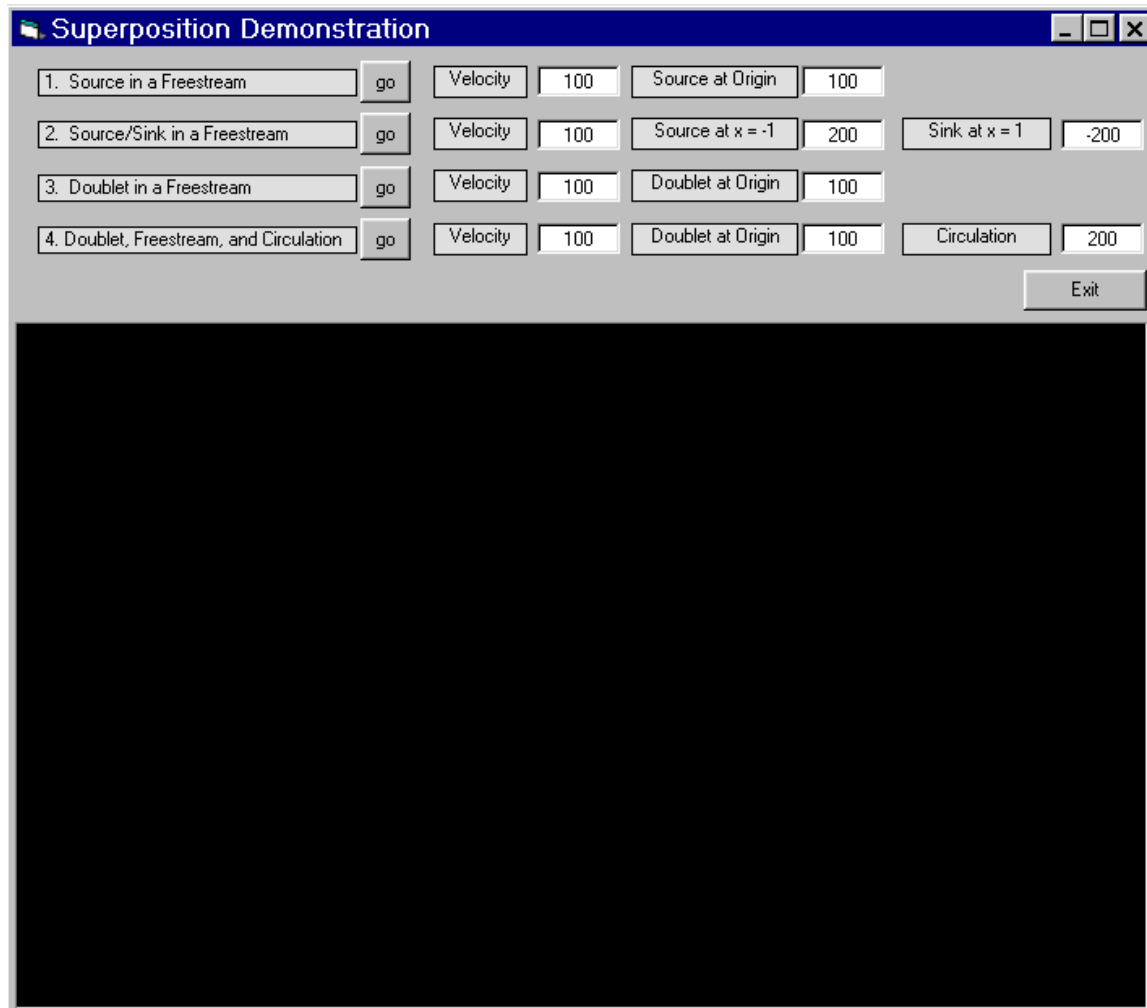 Superposition Demonstration
1. Source in a Freestream go Velocity 100 Source at Origin 100
2. Source/Sink in a Freestream go Velocity 100 Source at x = -1 200 Sink at x = 1 -200
3. Doublet in a Freestream go Velocity 100 Doublet at Origin 100
4. Doublet, Freestream, and Circulation go Velocity 100 Doublet at Origin 100 Circulation 200
Exit